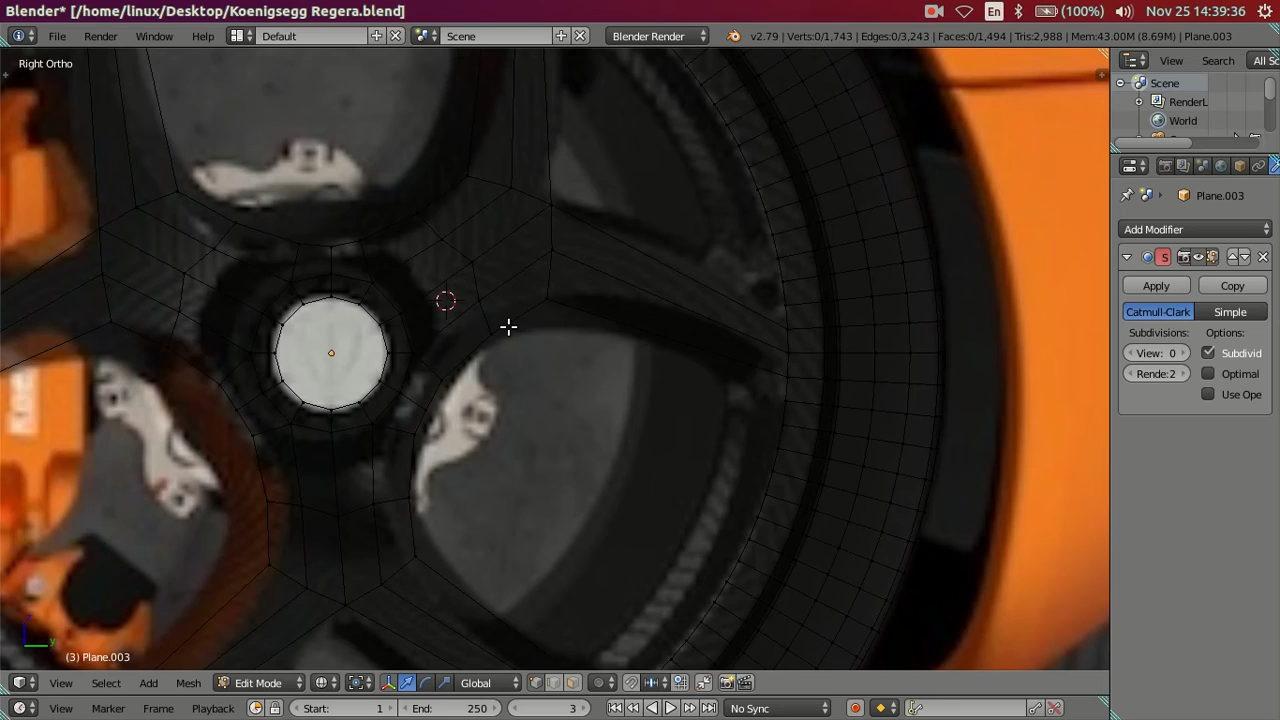 Blender* [/home/linux/Desktop/Koenigsegg Regera.blend] En (100%) Nov 25 14:39:36
File Render Window Help Default Scene Blender Render v2.79 | Verts:0/1,743 | Edges:0/3,243 | Faces:0/1,494 | Tris:2,988 | Mem:43.00M (8.69M) | Plane.003
Right Ortho
View Search All Sc
Scene
RenderL
World
Plane.003
Add Modifier
S
Apply Copy
Catmull-Clark Simple
Subdivisions: Options:
View: 0 Subdivid
Rende:2 Optimal
Use Ope
z
y
(3) Plane.003
View Select Add Mesh Edit Mode Global
View Marker Frame Playback Start: 1 End: 250 3 No Sync